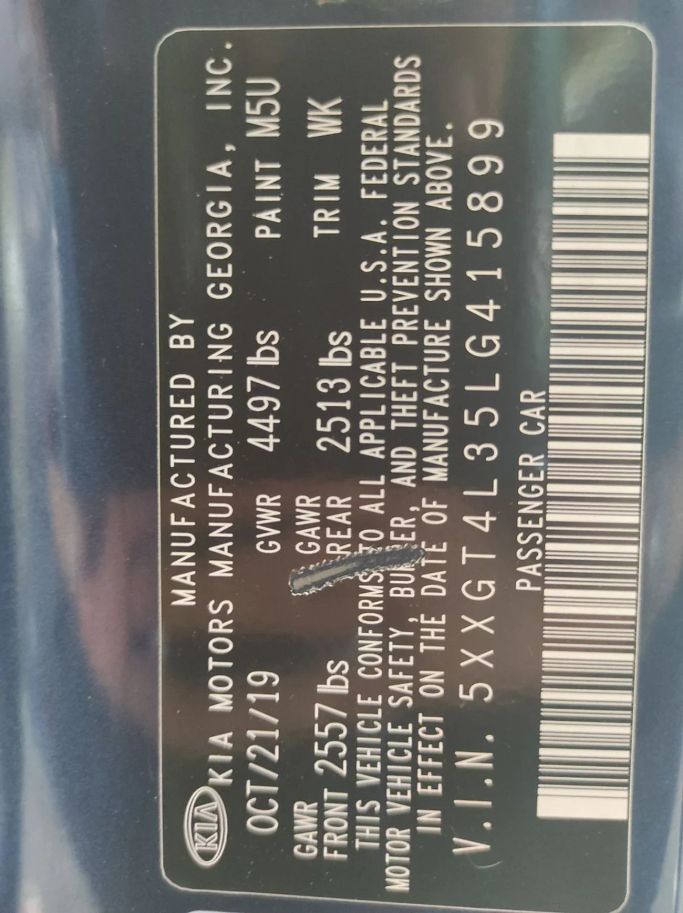 MANUFACTURED BY
KIA KIA MOTORS MANUFACTURING GEORGIA, INC.
OCT/21/19 GVWR 4497 lbs PAINT M5U
GAWR FRONT 2557 lbs GAWR REAR 2513 lbs TRIM WK
THIS VEHICLE CONFORMS TO ALL APPLICABLE U.S.A. FEDERAL
MOTOR VEHICLE SAFETY, BUMPER, AND THEFT PREVENTION STANDARDS
IN EFFECT ON THE DATE OF MANUFACTURE SHOWN ABOVE.
V.I.N. 5XXGT4L35LG415899
PASSENGER CAR